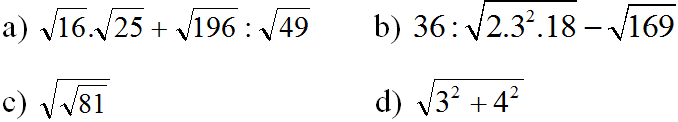 a) √16.√25 + √196 : √49 b) 36 : √2.3².18 − √169
c) √√81 d) √3² + 4²